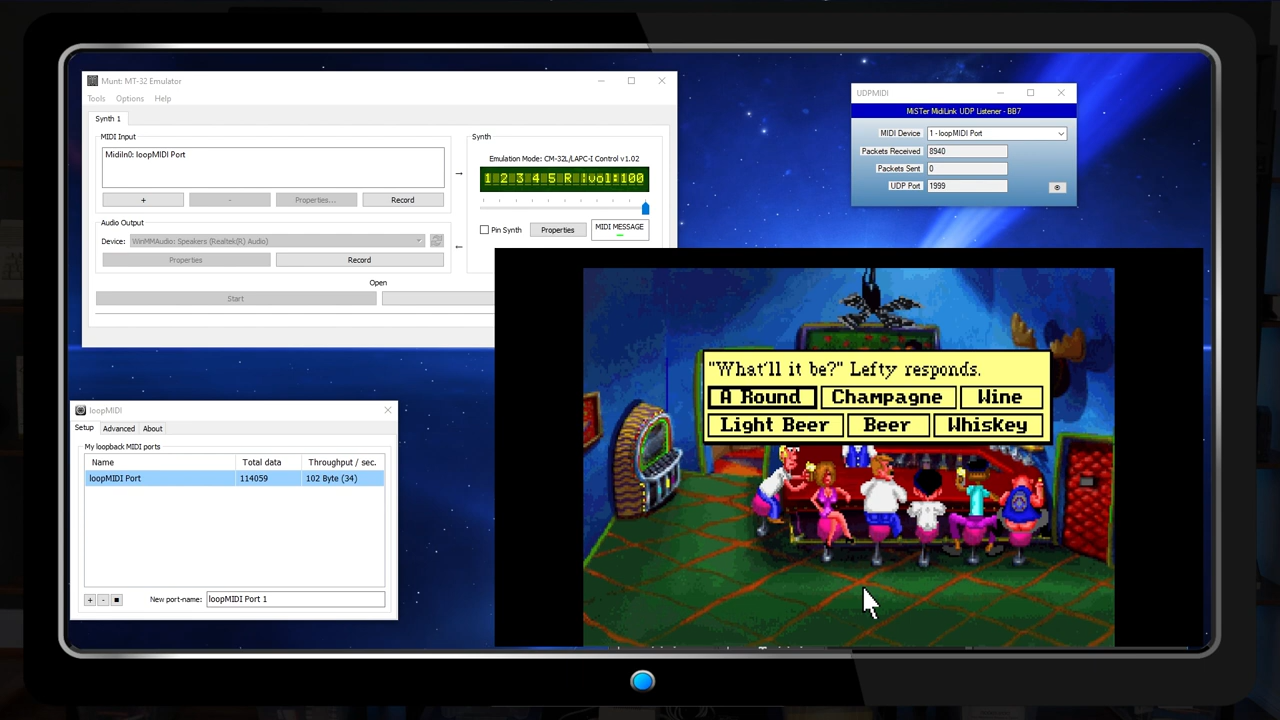 Munt: MT-32 Emulator
Tools Options Help
Synth 1
MIDI Input
MidiIn0: loopMIDI Port
+ - Properties... Record
Audio Output
Device: WinMMAudio: Speakers (Realtek(R) Audio)
Properties Record
Open
Start
Synth
Emulation Mode: CM-32L/LAPC-I Control v1.02
1 2 3 4 5 R |vol:100
Pin Synth Properties MIDI MESSAGE
UDPMIDI
MiSTer MidiLink UDP Listener - BB7
MIDI Device 1 - loopMIDI Port
Packets Received 8940
Packets Sent 0
UDP Port 1999
loopMIDI
Setup Advanced About
My loopback MIDI ports
Name Total data Throughput / sec.
loopMIDI Port 114059 102 Byte (34)
+ - New port-name: loopMIDI Port 1
"What'll it be?" Lefty responds.
A Round Champagne Wine
Light Beer Beer Whiskey